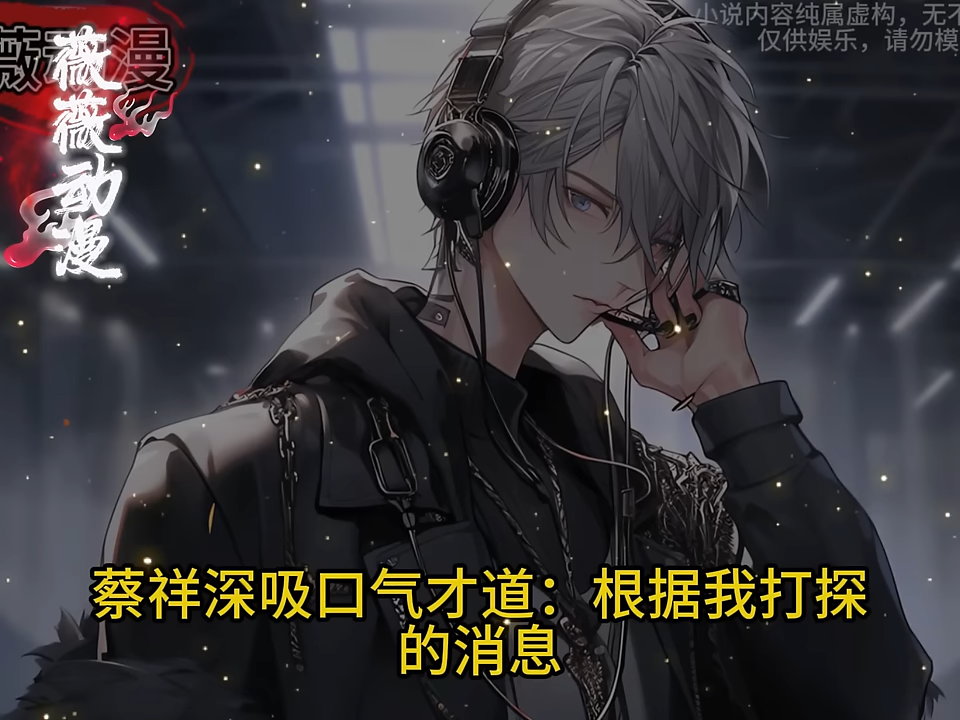 小说内容纯属虚构，无不
仅供娱乐，请勿模
薇薇动漫
薇 漫
蔡祥深吸口气才道：根据我打探
的消息